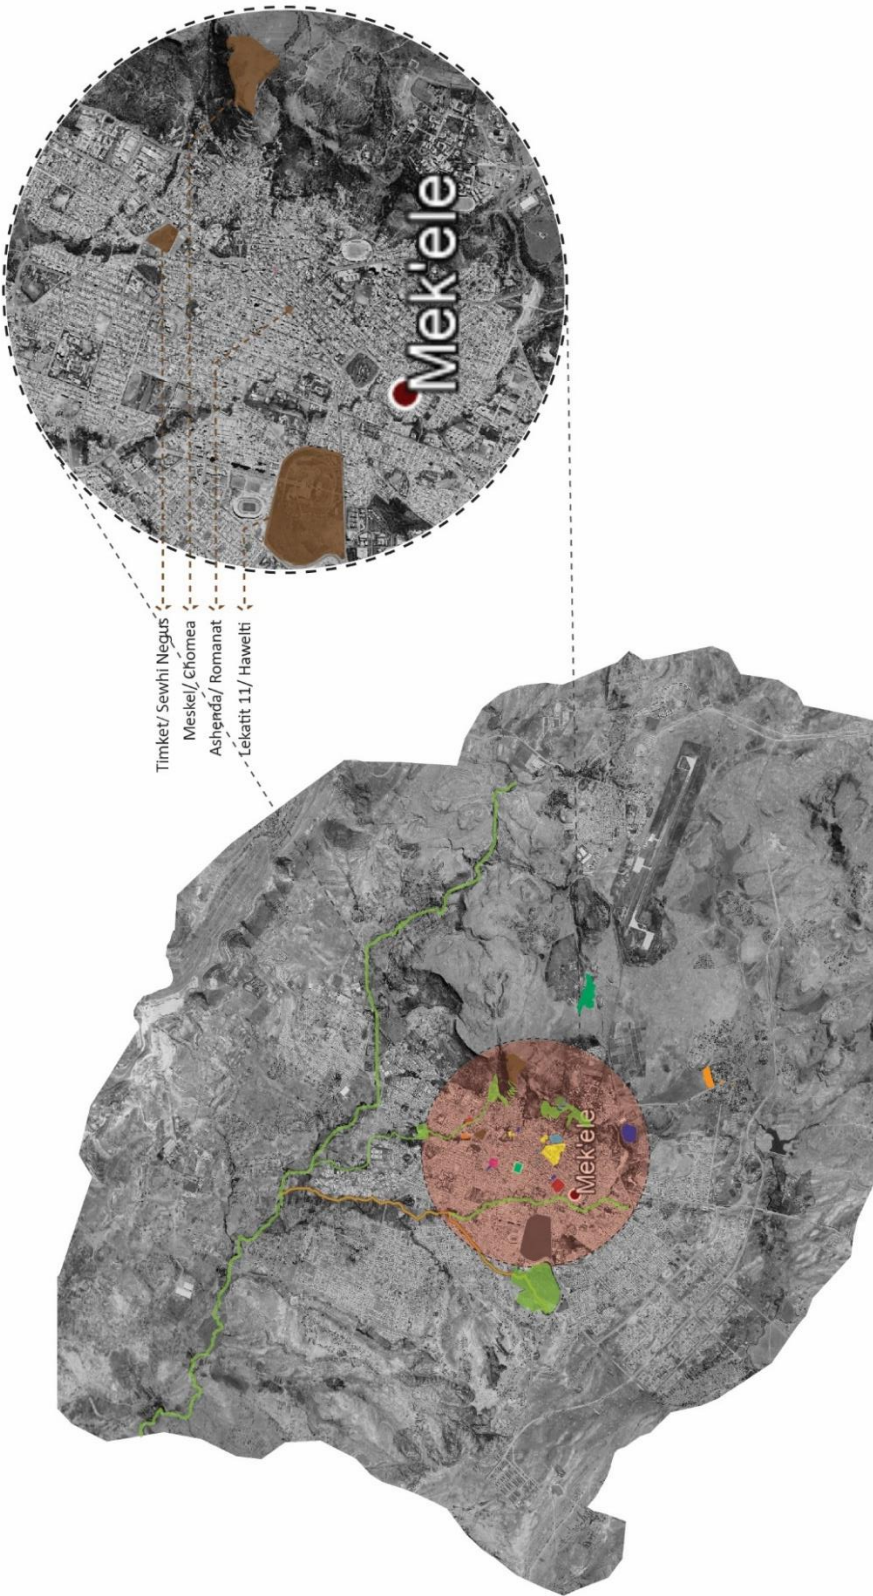 Timket/ Sewhi Negus
Meskel/ Chomea
Ashenda/ Romanat
Lekatit 11/ Hawelti
Mek'ele
Mek'ele